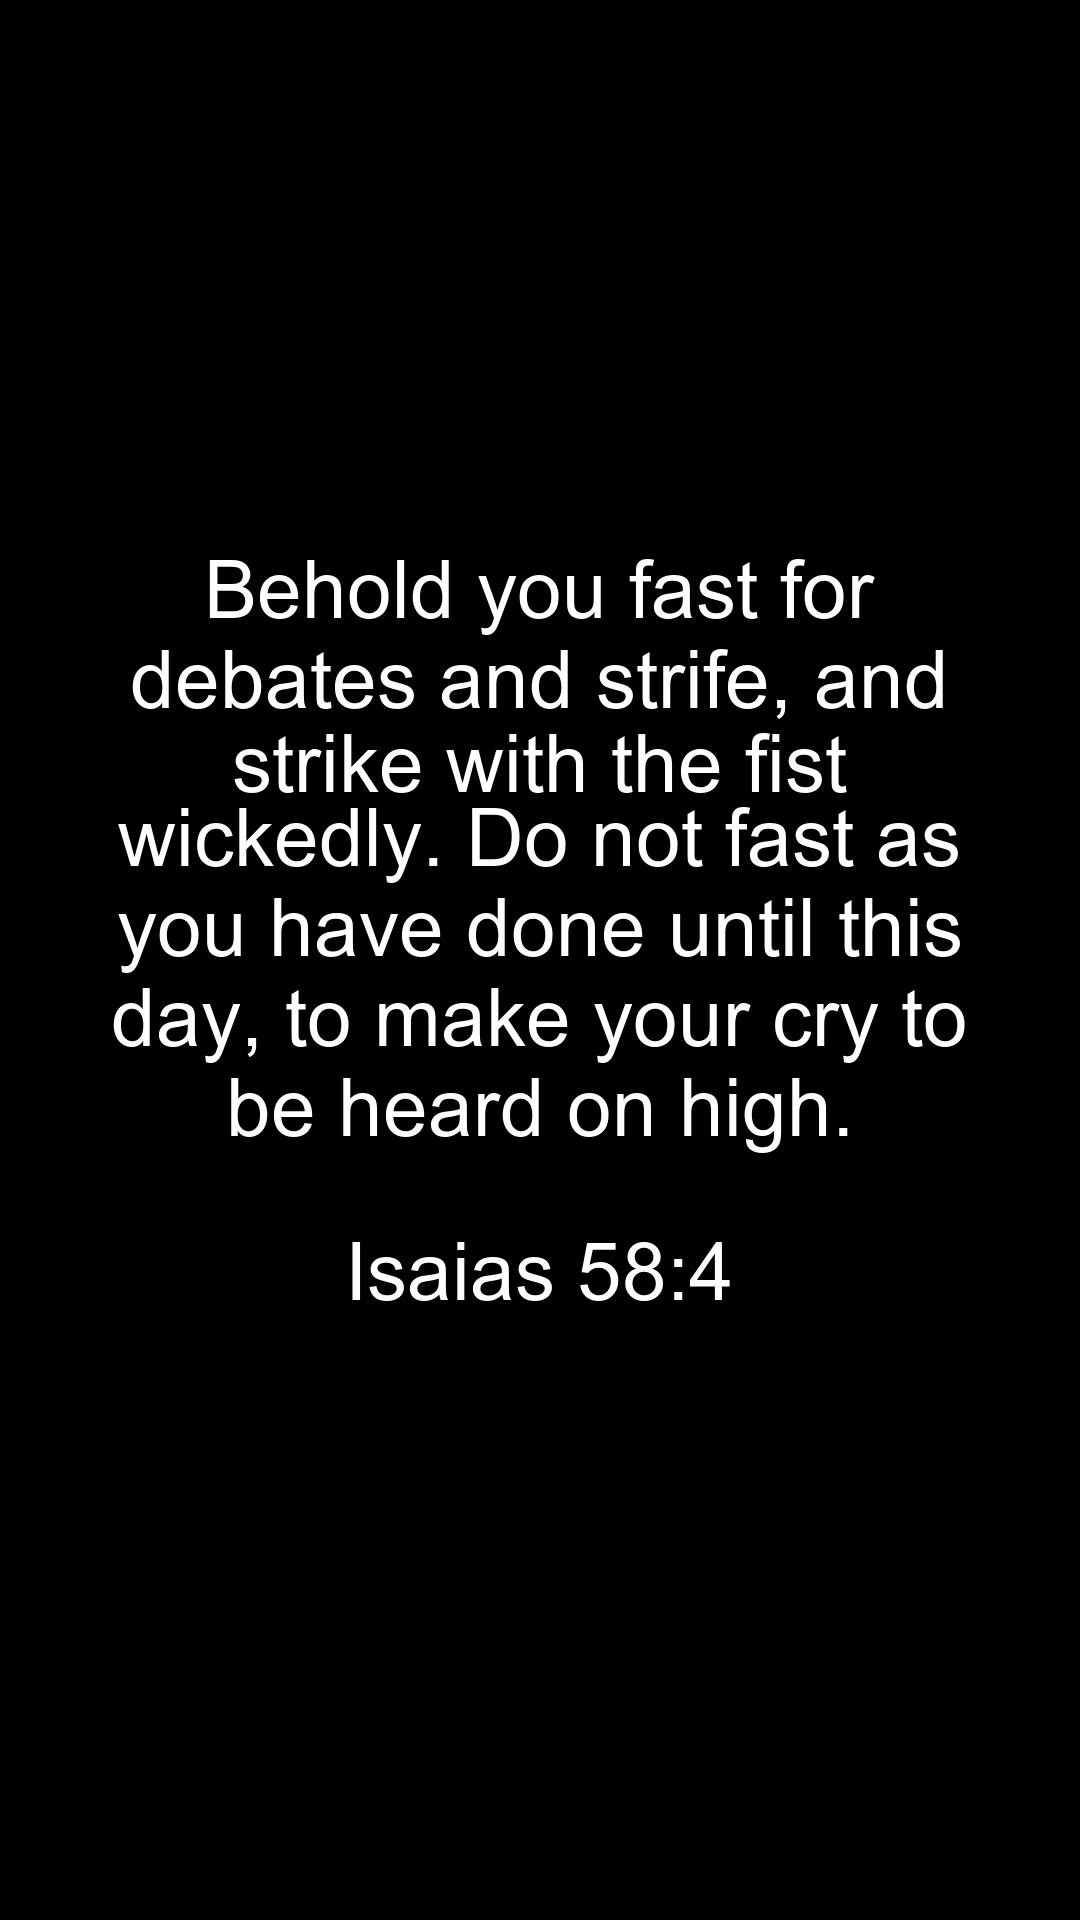 Behold you fast for
debates and strife, and
strike with the fist
wickedly. Do not fast as
you have done until this
day, to make your cry to
be heard on high.
Isaias 58:4